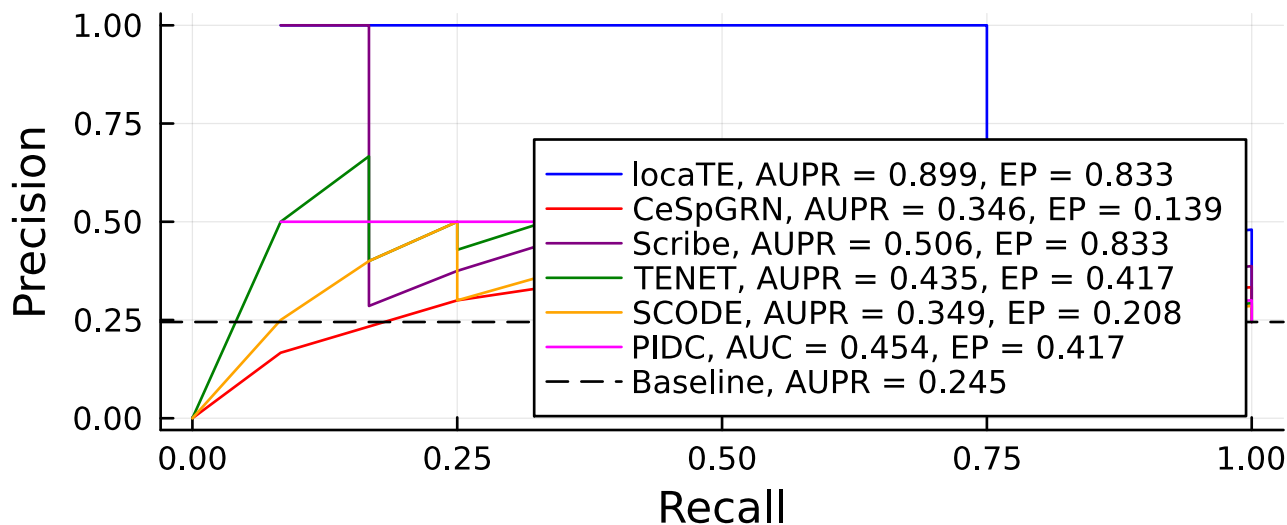 1.00
0.75
0.50
0.25
0.00
Precision
locaTE, AUPR = 0.899, EP = 0.833
CeSpGRN, AUPR = 0.346, EP = 0.139
Scribe, AUPR = 0.506, EP = 0.833
TENET, AUPR = 0.435, EP = 0.417
SCODE, AUPR = 0.349, EP = 0.208
PIDC, AUC = 0.454, EP = 0.417
Baseline, AUPR = 0.245
0.00 0.25 0.50 0.75 1.00
Recall